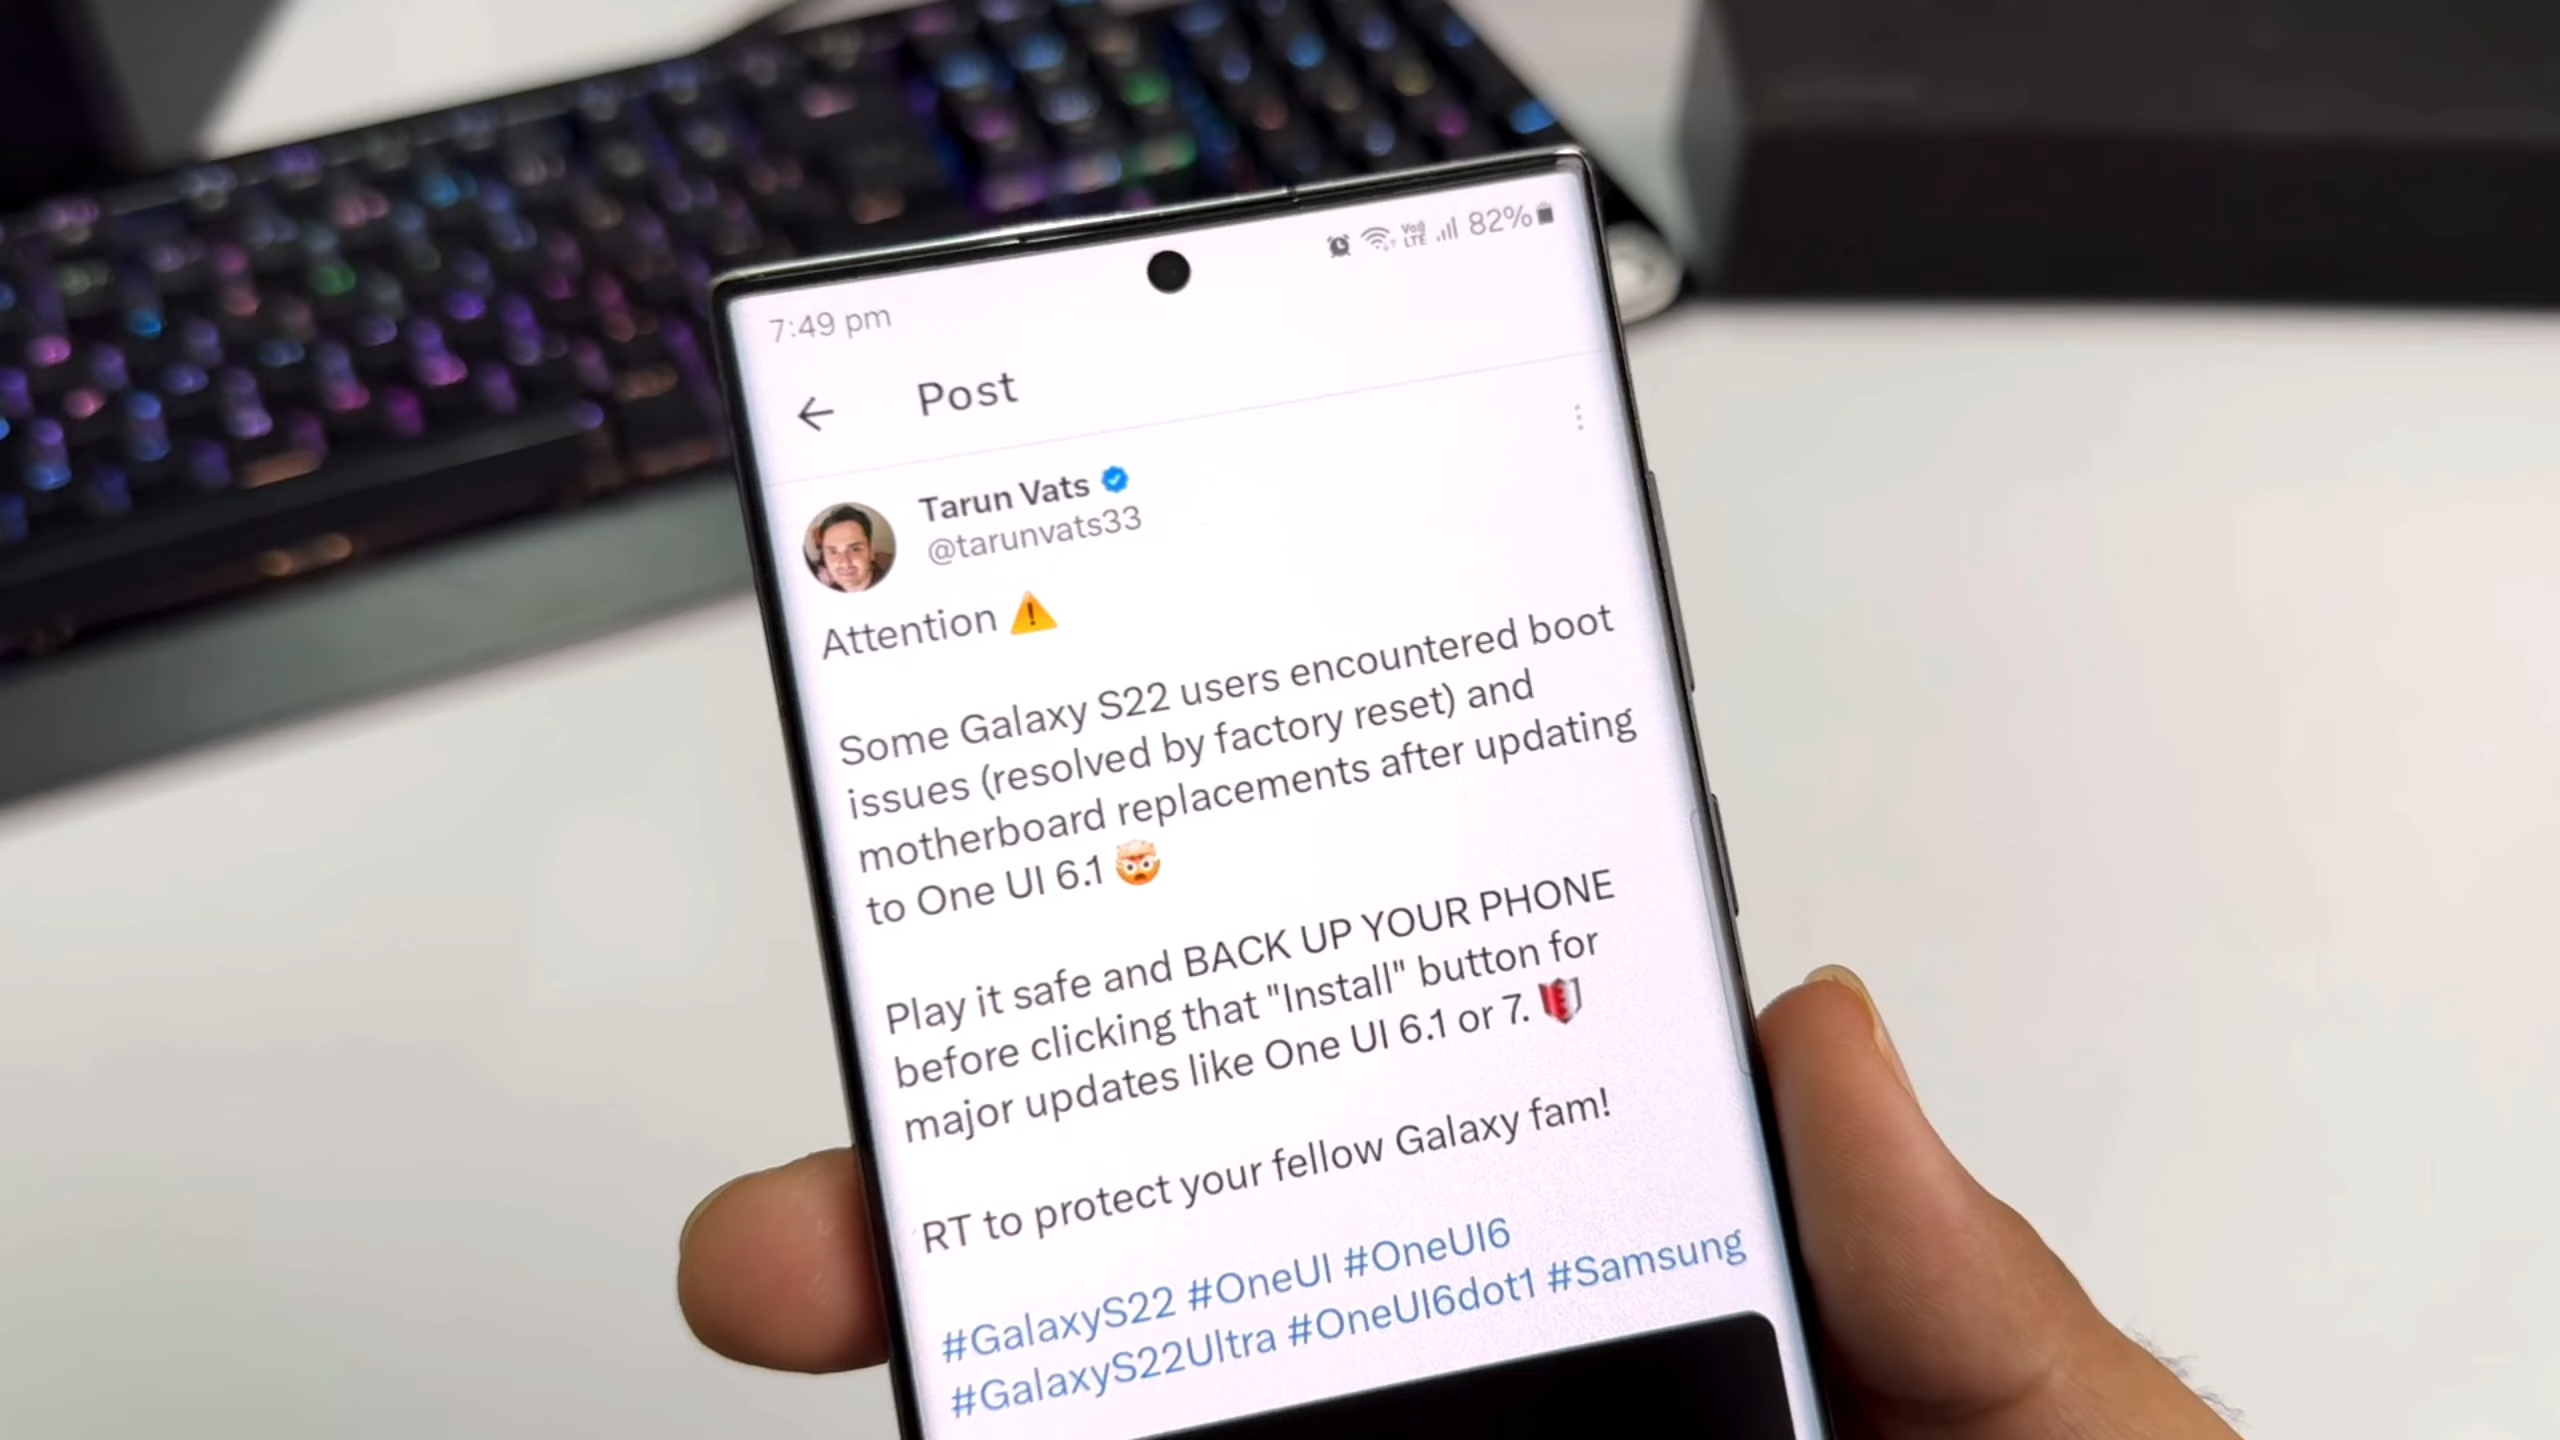 7:49 pm
Vo)) LTE 82%
Post
Tarun Vats
@tarunvats33
Attention ⚠️
Some Galaxy S22 users encountered boot
issues (resolved by factory reset) and
motherboard replacements after updating
to One UI 6.1 🤯
Play it safe and BACK UP YOUR PHONE
before clicking that "Install" button for
major updates like One UI 6.1 or 7.
RT to protect your fellow Galaxy fam!
#GalaxyS22 #OneUI #OneUI6
#GalaxyS22Ultra #OneUI6dot1 #Samsung